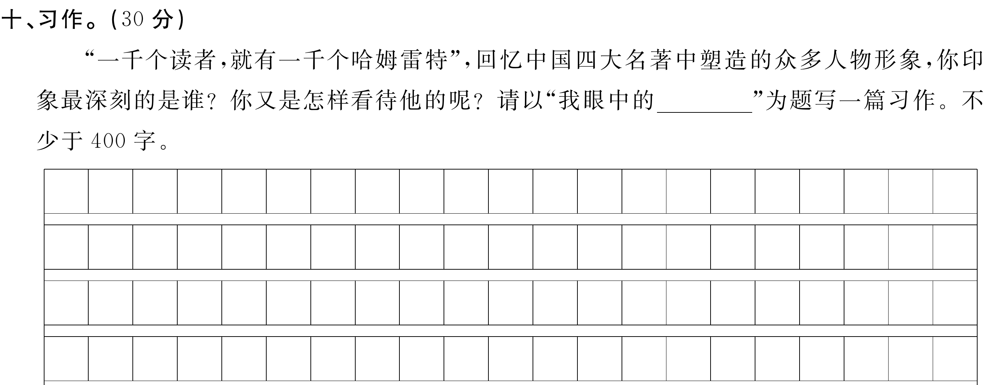 十、习作。(30 分)
“一千个读者,就有一千个哈姆雷特”,回忆中国四大名著中塑造的众多人物形象,你印
象最深刻的是谁? 你又是怎样看待他的呢? 请以“我眼中的________”为题写一篇习作。不
少于 400 字。